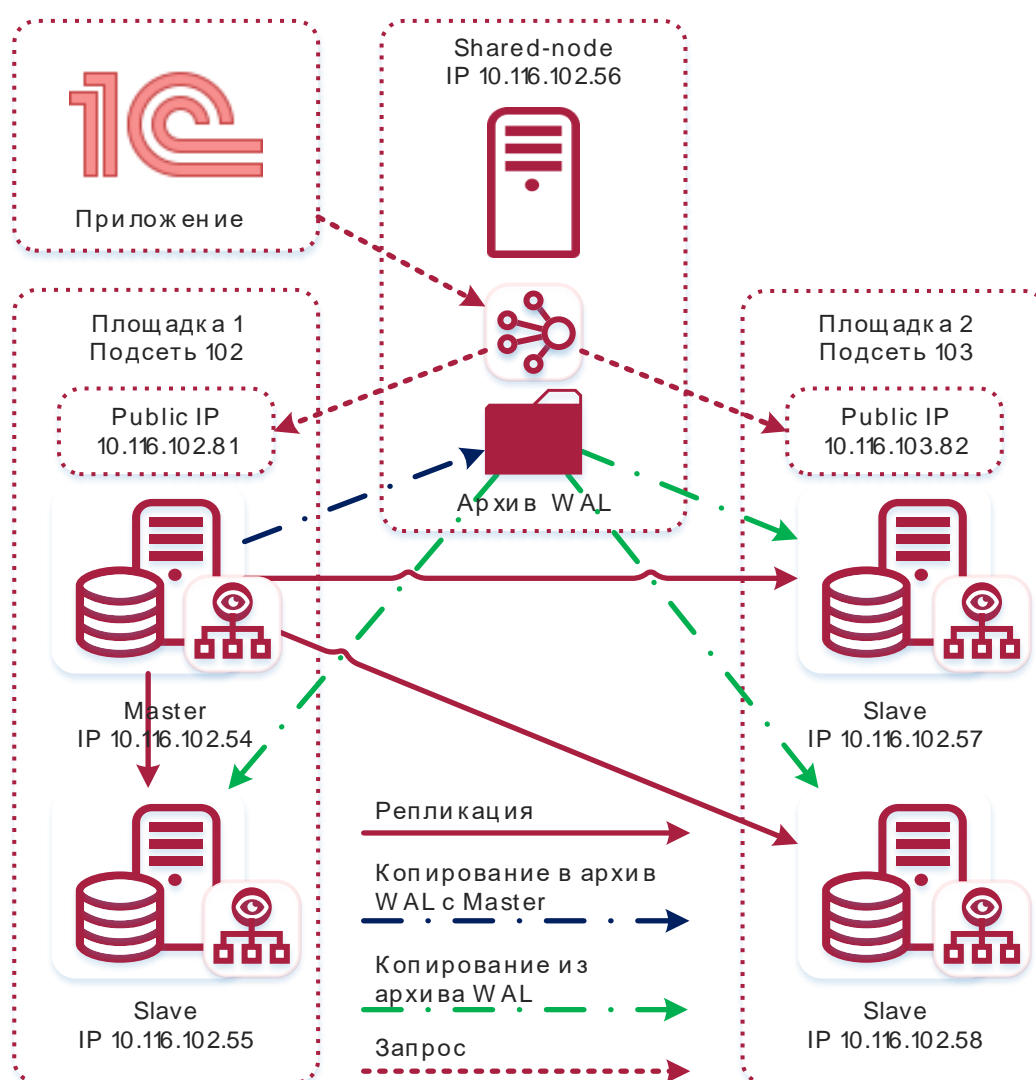 1С
Приложение
Shared-node
IP 10.116.102.56
Архив WAL
Площадка 1
Подсеть 102
Public IP
10.116.102.81
Master
IP 10.116.102.54
Slave
IP 10.116.102.55
Площадка 2
Подсеть 103
Public IP
10.116.103.82
Slave
IP 10.116.102.57
Slave
IP 10.116.102.58
Репликация
Копирование в архив
WAL с Master
Копирование из
архива WAL
Запрос